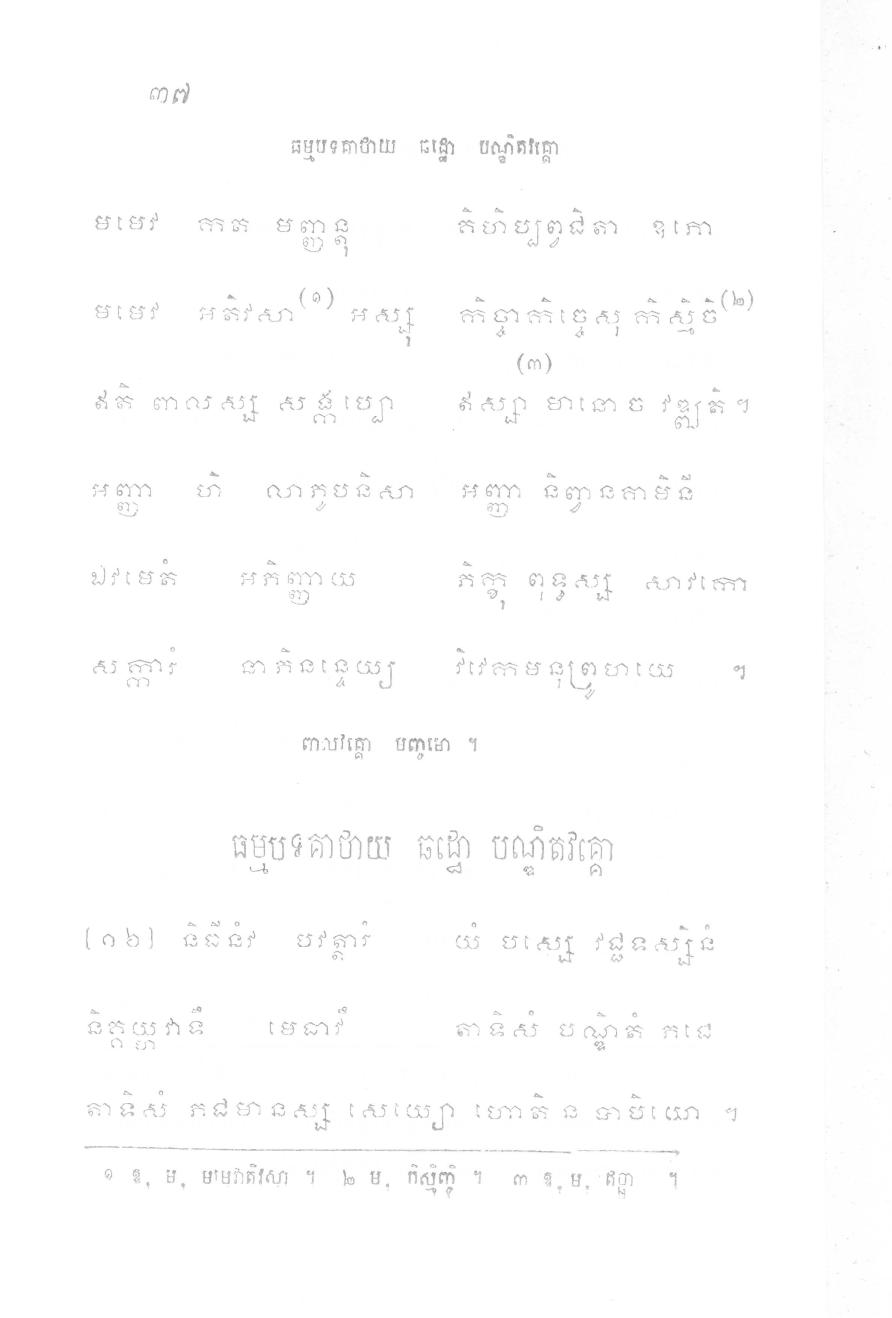 ៣៧
ធម្មបទគាថាយ ឆដ្ឋោ បណ្ឌិតវគ្គោ
មមេវ កត មញ្ញន្តុ គិហិប្បព្វជិតា ឧភោ
មមេវ អតិវសា(១) អស្សុ កិច្ចាកិច្ចេសុ កិស្មិចិ(២)
(៣)
ឥតិ ពាលស្ស សង្កប្បោ ឥស្សា មានោ ច វឌ្ឍតិ។
អញ្ញា ហិ លាភូបនិសា អញ្ញា និព្វានគាមិនី
ឯវមេតំ អភិញ្ញាយ ភិក្ខុ ពុទ្ធស្ស សាវកោ
សក្ការំ នាភិនន្ទេយ្យ វិវេកមនុព្រូហយេ ។
ពាលវគ្គោ បញ្ចមោ ។
ធម្មបទគាថាយ ឆដ្ឋោ បណ្ឌិតវគ្គោ
(១៦) និធីនំវ បវត្តារំ យំ បស្សេ វជ្ជទស្សិនំ
និគ្គយ្ហវាទឹ មេធាវឹ តាទិសំ បណ្ឌិតំ ភជេ
តាទិសំ ភជមានស្ស សេយ្យោ ហោតិ ន បាបិយោ ។
១ ឱ, ម, មមេវាតិវសា ។ ២ ម, កិស្មិញ្ចិ ។ ៣ ឱ, ម, ឥច្ឆា ។